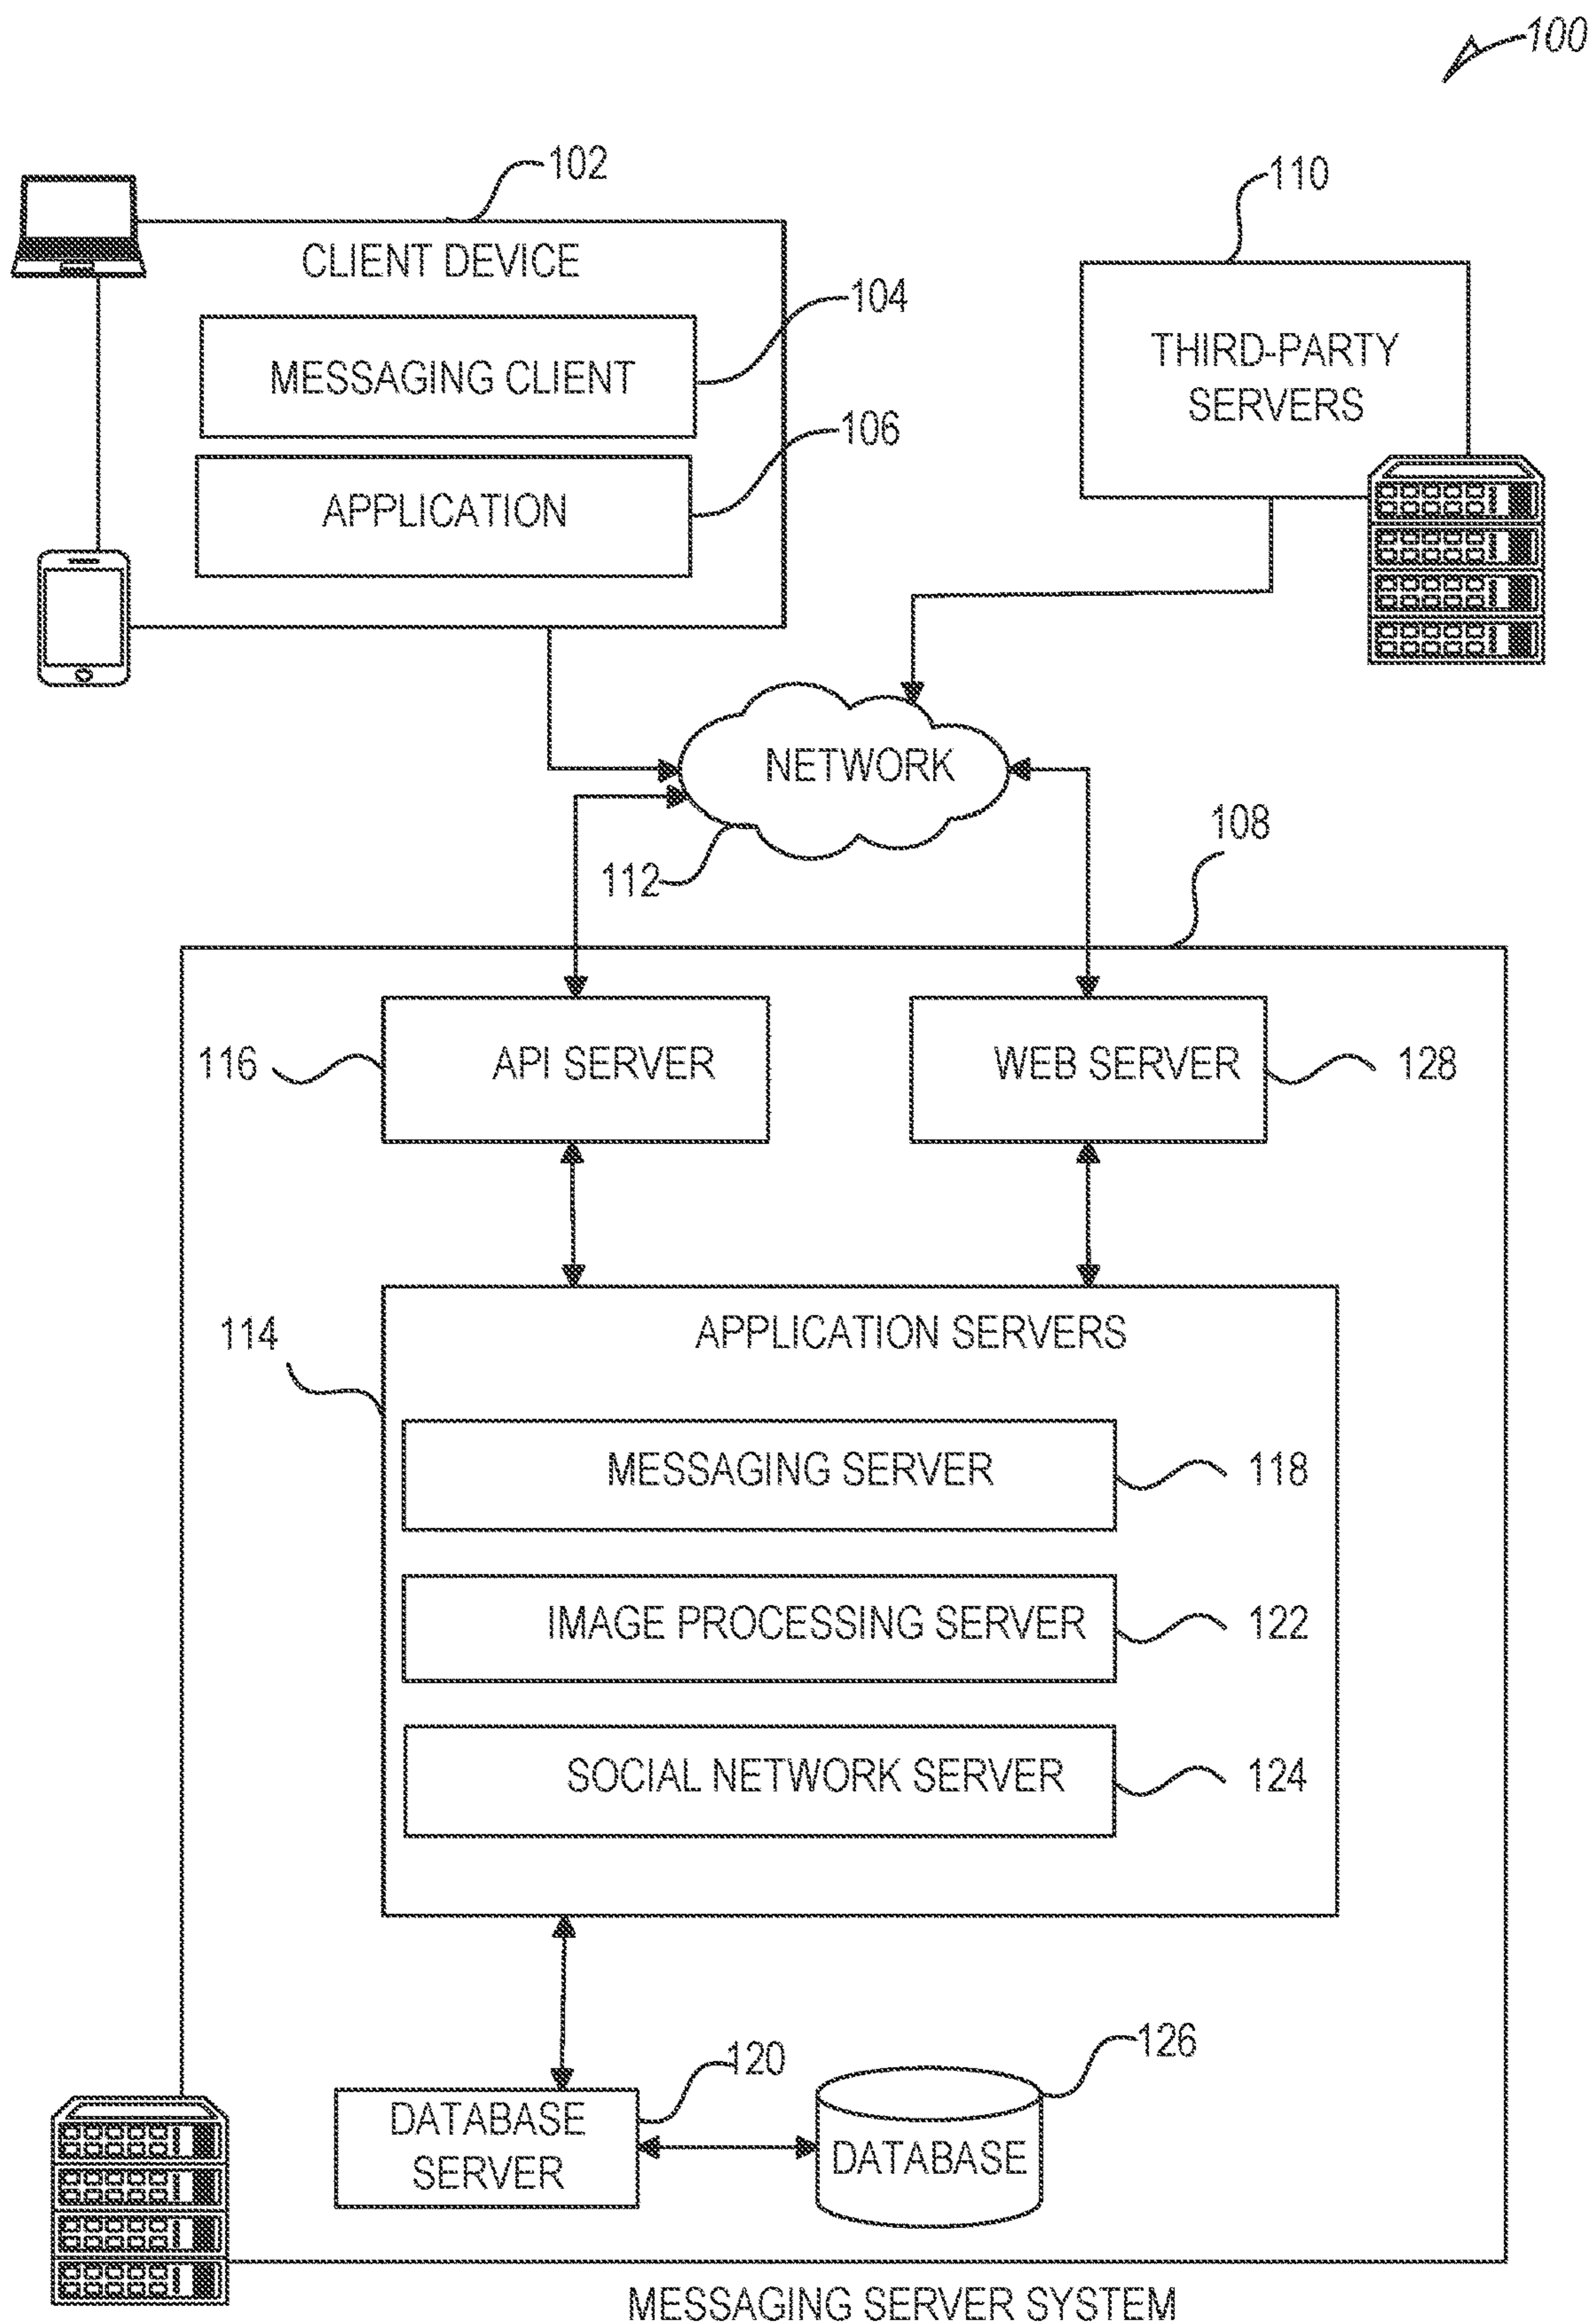 100
102
110
CLIENT DEVICE
104
THIRD-PARTY
SERVERS
MESSAGING CLIENT
106
APPLICATION
NETWORK
108
112
116
API SERVER
WEB SERVER
128
114
APPLICATION SERVERS
MESSAGING SERVER
118
IMAGE PROCESSING SERVER
122
SOCIAL NETWORK SERVER
124
120
126
DATABASE
SERVER
DATABASE
MESSAGING SERVER SYSTEM